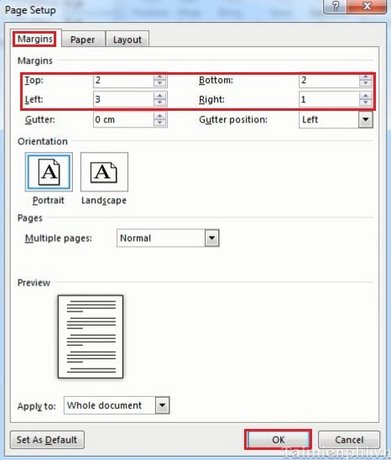 Page Setup
Margins Paper Layout
Margins
Top: 2 Bottom: 2
Left: 3 Right: 1
Gutter: 0 cm Gutter position: Left
Orientation
Portrait Landscape
Pages
Multiple pages: Normal
Preview
Apply to: Whole document
Set As Default OK Cancel
Taimienphi.vn